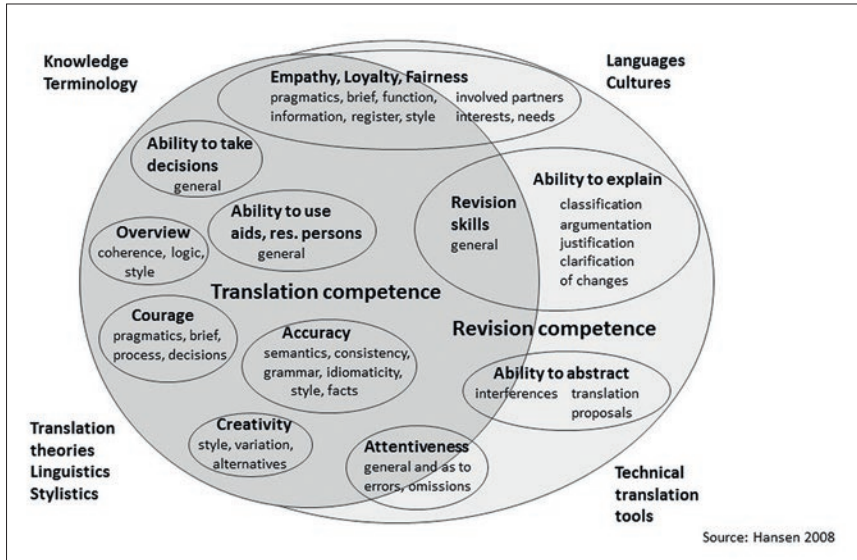 Knowledge
Terminology
Languages
Cultures
Empathy, Loyalty, Fairness
pragmatics, brief, function,
information, register, style
involved partners
interests, needs
Ability to take
decisions
general
Ability to use
aids, res. persons
general
Overview
coherence, logic,
style
Revision
skills
general
Ability to explain
classification
argumentation
justification
clarification
of changes
Translation competence
Revision competence
Courage
pragmatics, brief,
process, decisions
Accuracy
semantics, consistency,
grammar, idiomaticity,
style, facts
Ability to abstract
interferences
translation
proposals
Creativity
style, variation,
alternatives
Attentiveness
general and as to
errors, omissions
Translation
theories
Linguistics
Stylistics
Technical
translation
tools
Source: Hansen 2008